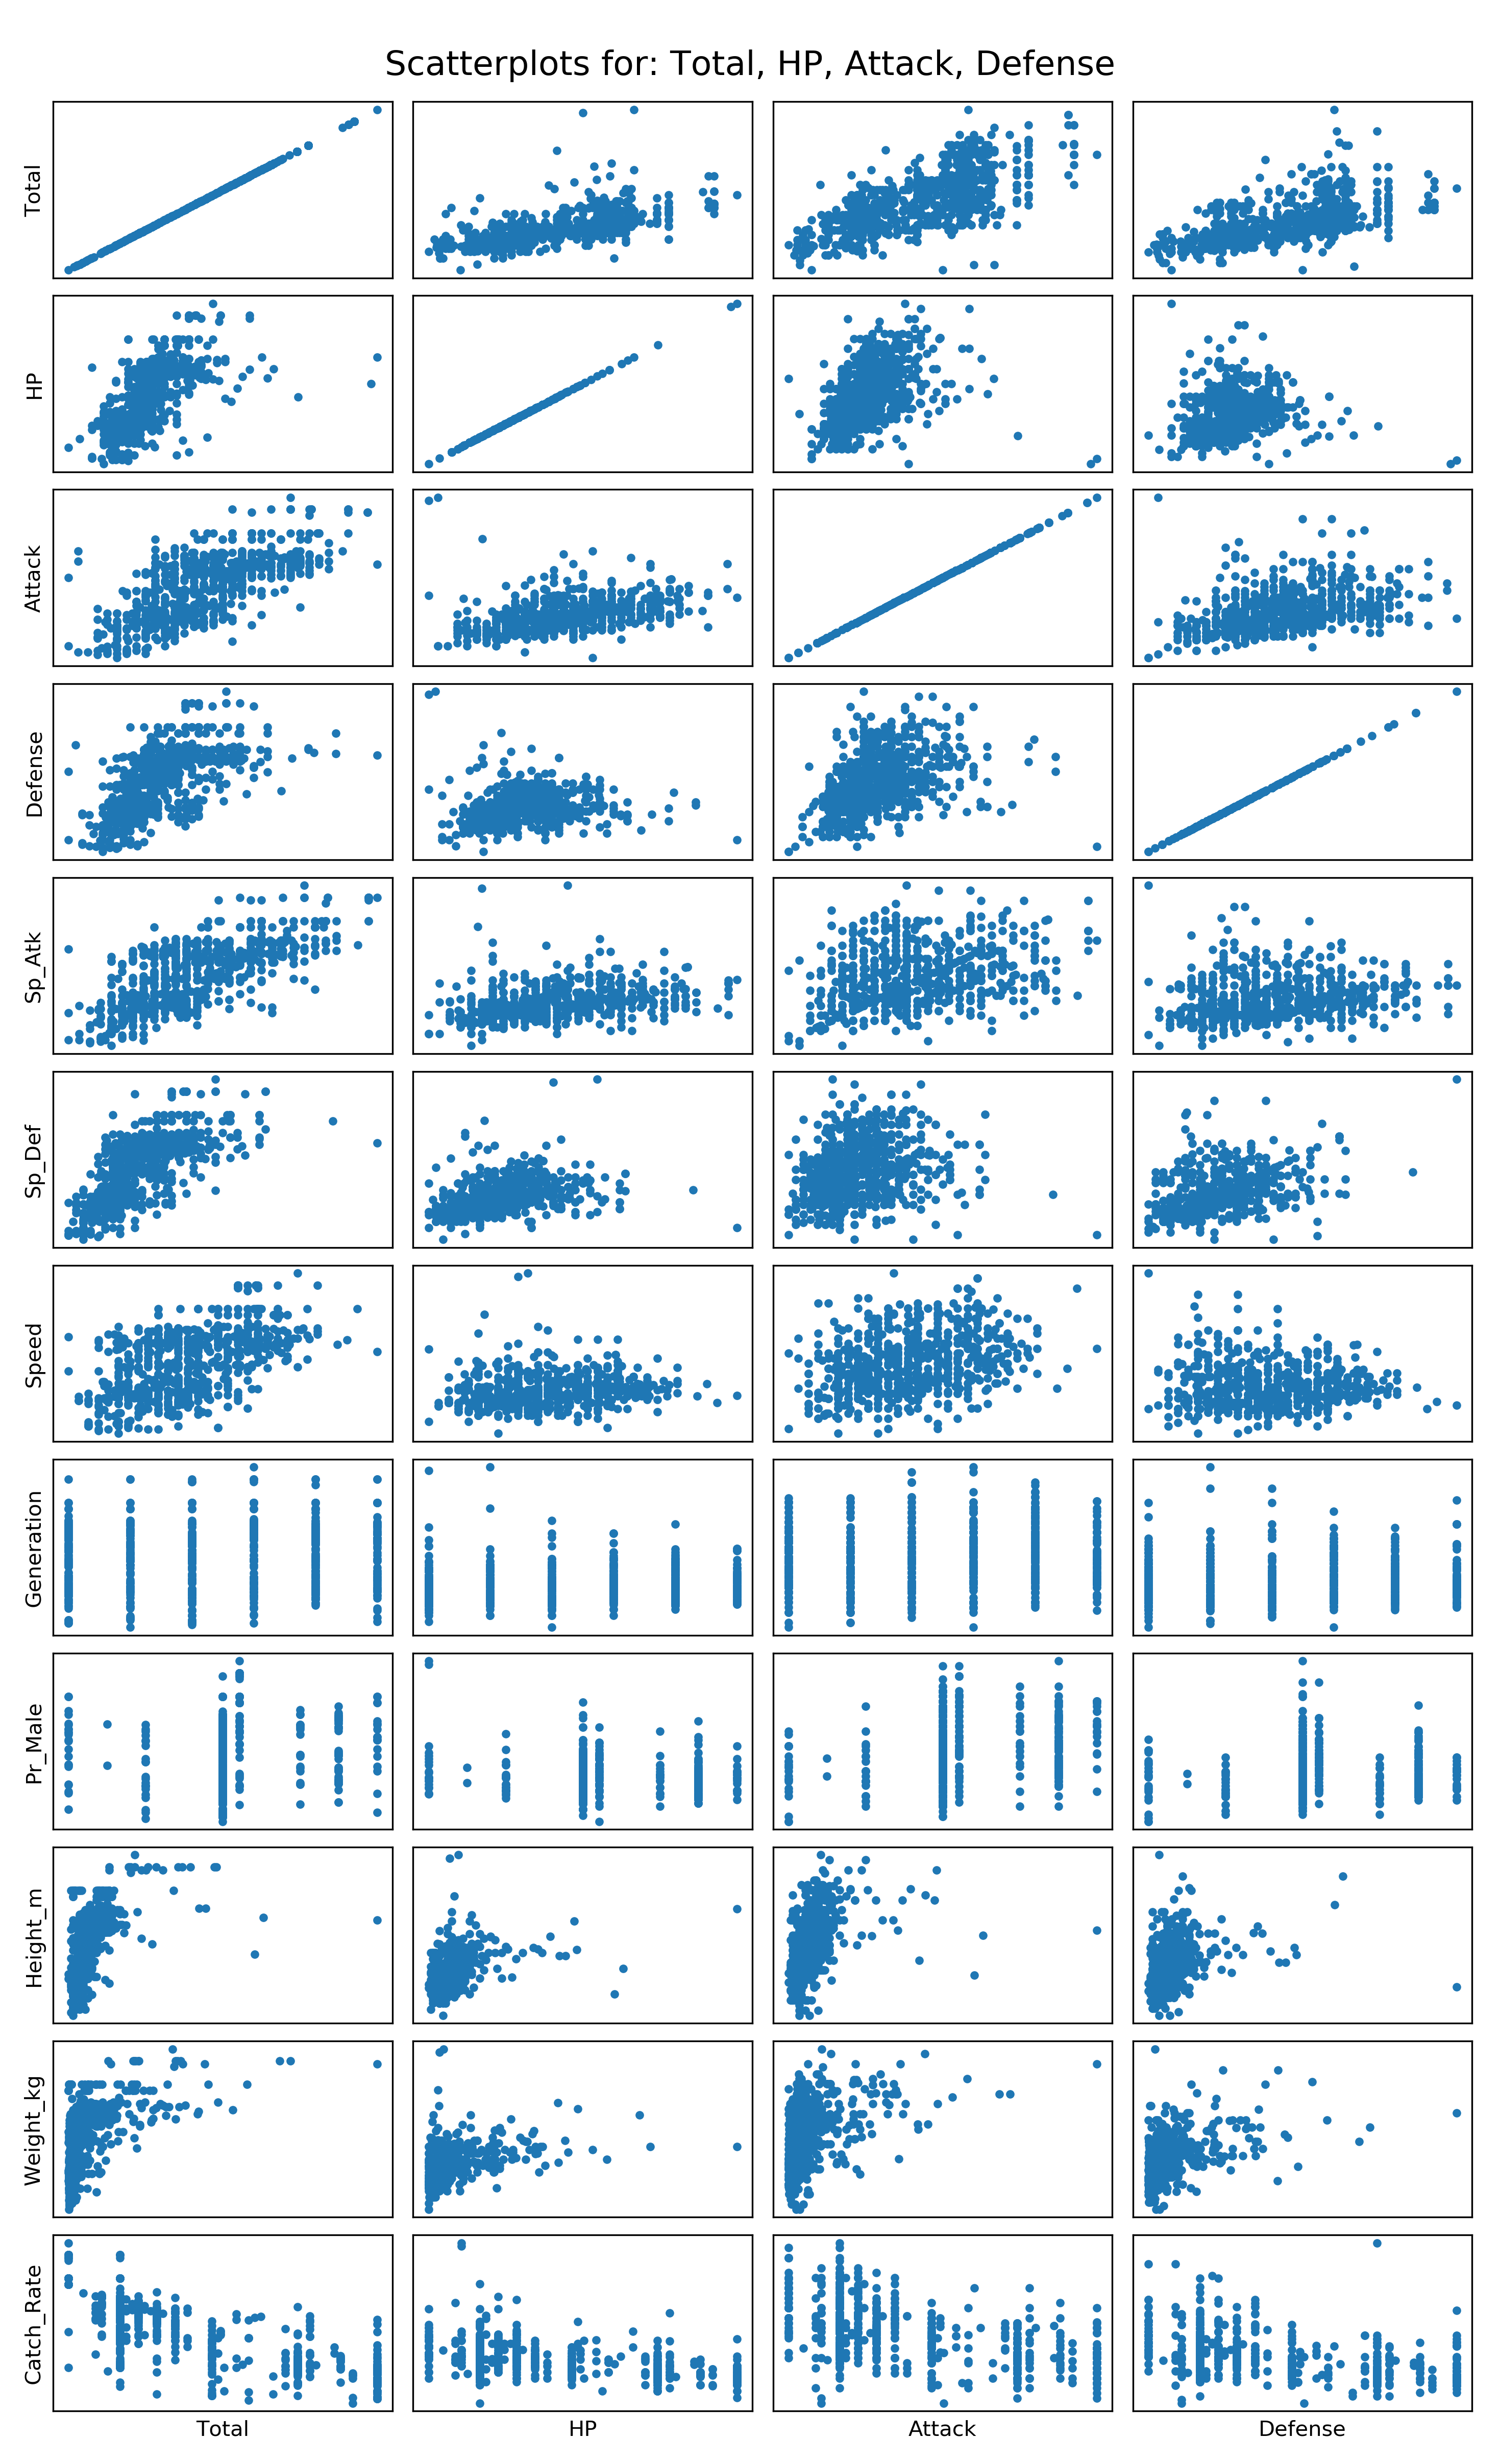 Scatterplots for: Total, HP, Attack, Defense
Total
HP
Attack
Defense
Sp_Atk
Sp_Def
Speed
Generation
Pr_Male
Height_m
Weight_kg
Catch_Rate
Total HP Attack Defense